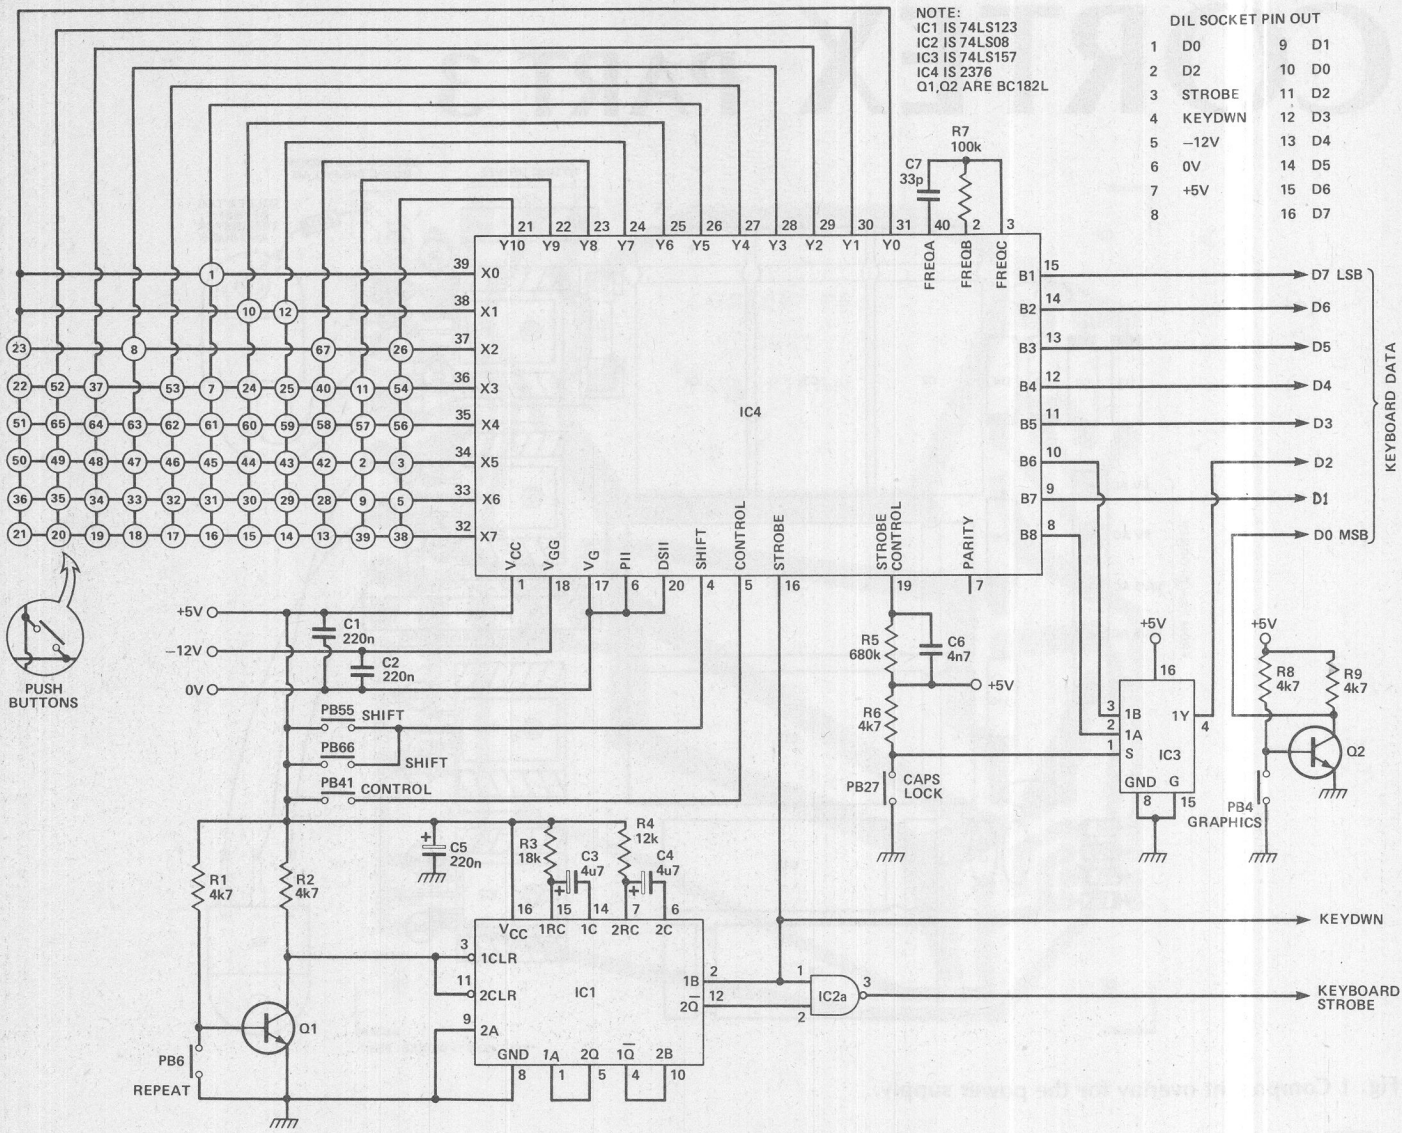 NOTE:
IC1 IS 74LS123
IC2 IS 74LS08
IC3 IS 74LS157
IC4 IS 2376
Q1,Q2 ARE BC182L
DIL SOCKET PIN OUT
1 D0 9 D1
2 D2 10 D0
3 STROBE 11 D2
4 KEYDWN 12 D3
5 −12V 13 D4
6 0V 14 D5
7 +5V 15 D6
8 16 D7
R7
100k
C7
33p
21 22 23 24 25 26 27 28 29 30 31 40 2 3
Y10 Y9 Y8 Y7 Y6 Y5 Y4 Y3 Y2 Y1 Y0 FREQA FREQB FREQC
1 39 X0
10 12 38 X1
23 8 67 26 37 X2
22 52 37 53 7 24 25 40 11 54 36 X3
51 65 64 63 62 61 60 59 58 57 56 35 X4
50 49 48 47 46 45 44 43 42 2 3 34 X5
36 35 34 33 32 31 30 29 28 9 5 33 X6
21 20 19 18 17 16 15 14 13 39 38 32 X7
IC4
B1 15 D7 LSB
B2 14 D6
B3 13 D5
B4 12 D4
B5 11 D3
B6 10 D2
B7 9 D1
B8 8 D0 MSB
KEYBOARD DATA
VCC VGG VG PII DSII SHIFT CONTROL STROBE STROBE CONTROL PARITY
1 18 17 6 20 4 5 16 19 7
PUSH
BUTTONS
+5V
C1
220n
−12V
C2
220n
0V
PB55 SHIFT
PB66
SHIFT
PB41 CONTROL
R5
680k
C6
4n7
+5V
R6
4k7
PB27
CAPS
LOCK
+5V
16
3 1B 1Y
2 1A 4
1 S IC3
GND G
8 15
+5V
R8
4k7
R9
4k7
Q2
PB4
GRAPHICS
R1
4k7
R2
4k7
+
C5
220n
R3
18k
C3
4u7
+
R4
12k
C4
4u7
+
16 15 14 7 6
VCC 1RC 1C 2RC 2C
3 1CLR
11 2CLR
9 2A
IC1
1B 2
2Q 12
GND 1A 2Q 1Q 2B
8 1 5 4 10
Q1
PB6
REPEAT
1
2
IC2a
3
KEYDWN
KEYBOARD
STROBE